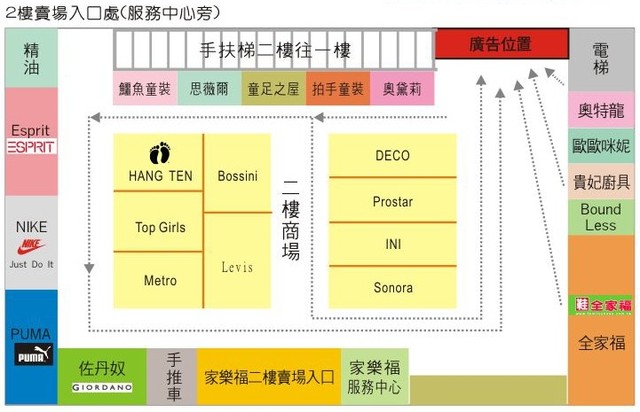 2樓賣場入口處(服務中心旁)
精油
手扶梯二樓往一樓
廣告位置
電梯
鱷魚童裝
思薇爾
童足之屋
拍手童裝
奧黛莉
Esprit
ESPRIT
NIKE
NIKE
Just Do It
PUMA
PUMA
HANG TEN
Bossini
Top Girls
Levis
Metro
二樓商場
DECO
Prostar
INI
Sonora
奧特龍
歐歐咪妮
貴妃廚具
Bound
Less
鞋全家福
全家福
佐丹奴
GIORDANO
手推車
家樂福二樓賣場入口
家樂福
服務中心